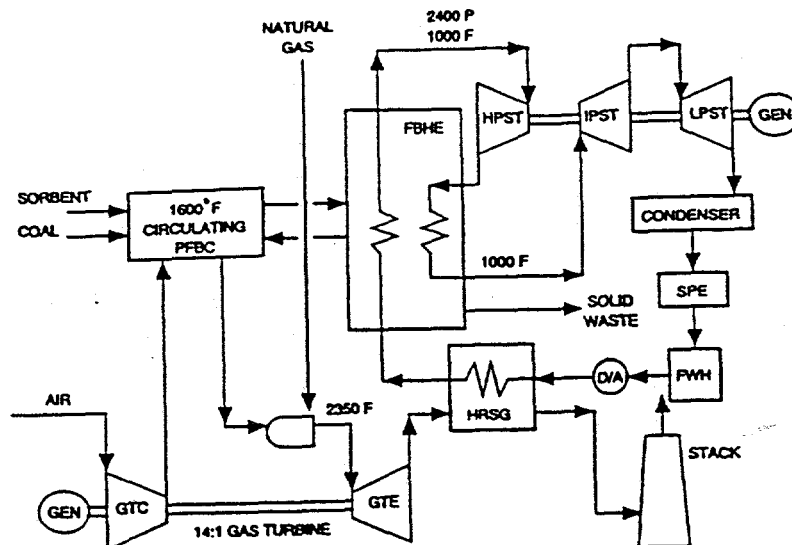 NATURAL
GAS
2400 P
1000 F
HPST
IPST
LPST
GEN
FBHE
SORBENT
COAL
1600°F
CIRCULATING
PFBC
CONDENSER
1000 F
SPE
SOLID
WASTE
FWH
D/A
HRSG
AIR
2350 F
STACK
GEN
GTC
GTE
14:1 GAS TURBINE